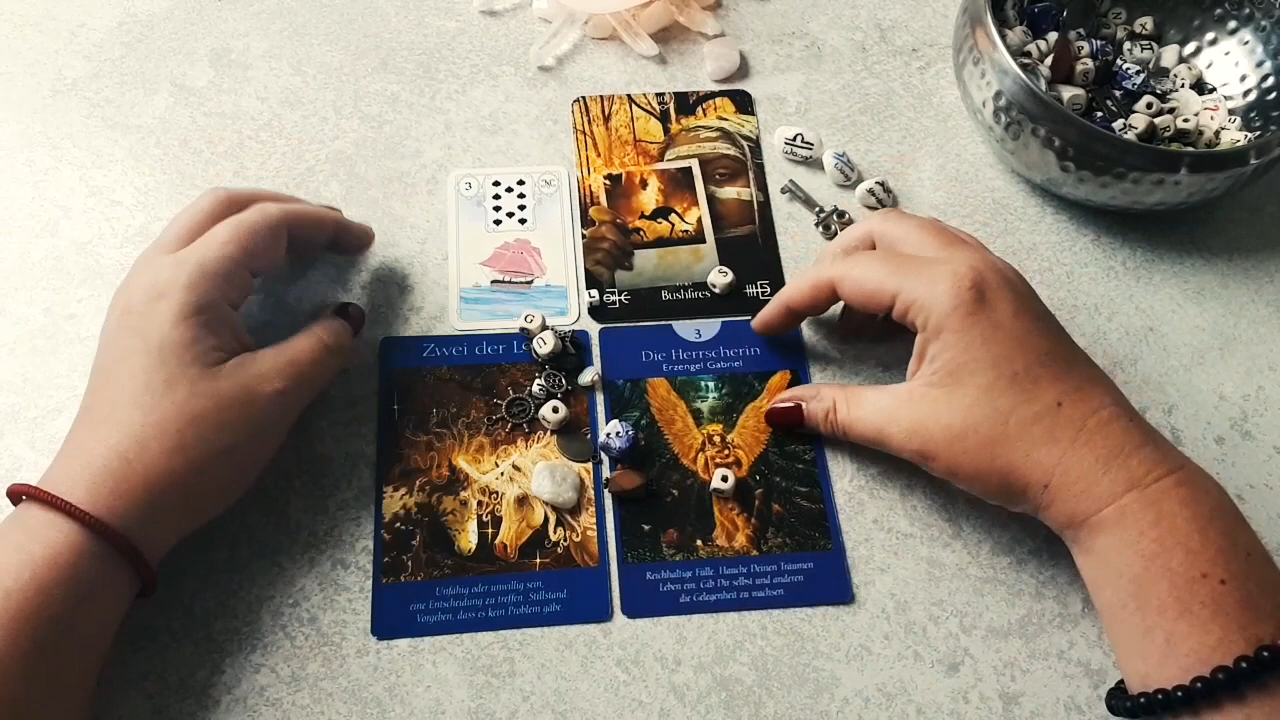 3
Waage
Bushfires
S
G
Zwei der
3
Die Herrscherin
Erzengel Gabriel
Unfähig oder unwillig sein,
eine Entscheidung zu treffen. Stillstand.
Vorgeben, dass es kein Problem gäbe.
Reichhaltige Fülle. Hauche Deinen Träumen
Leben ein. Gib Dir selbst und anderen
die Gelegenheit zu wachsen.